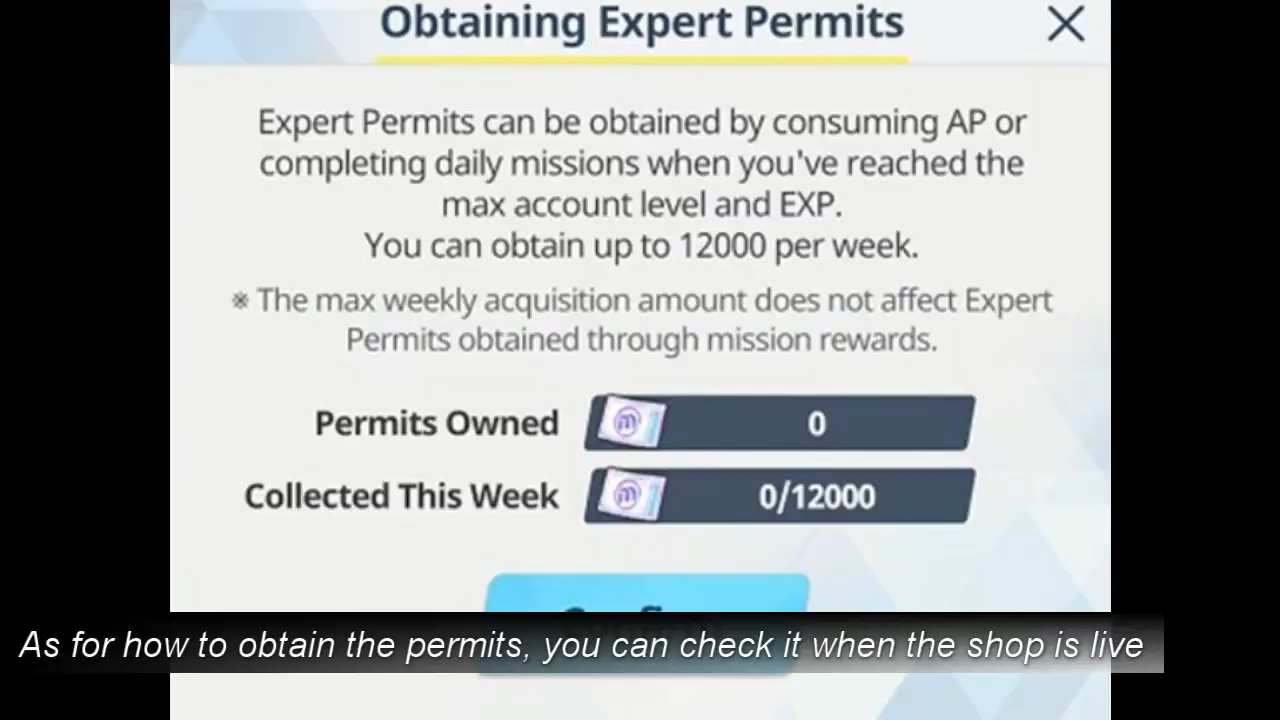 Obtaining Expert Permits
Expert Permits can be obtained by consuming AP or
completing daily missions when you've reached the
max account level and EXP.
You can obtain up to 12000 per week.
※ The max weekly acquisition amount does not affect Expert
Permits obtained through mission rewards.
Permits Owned 0
Collected This Week 0/12000
As for how to obtain the permits, you can check it when the shop is live